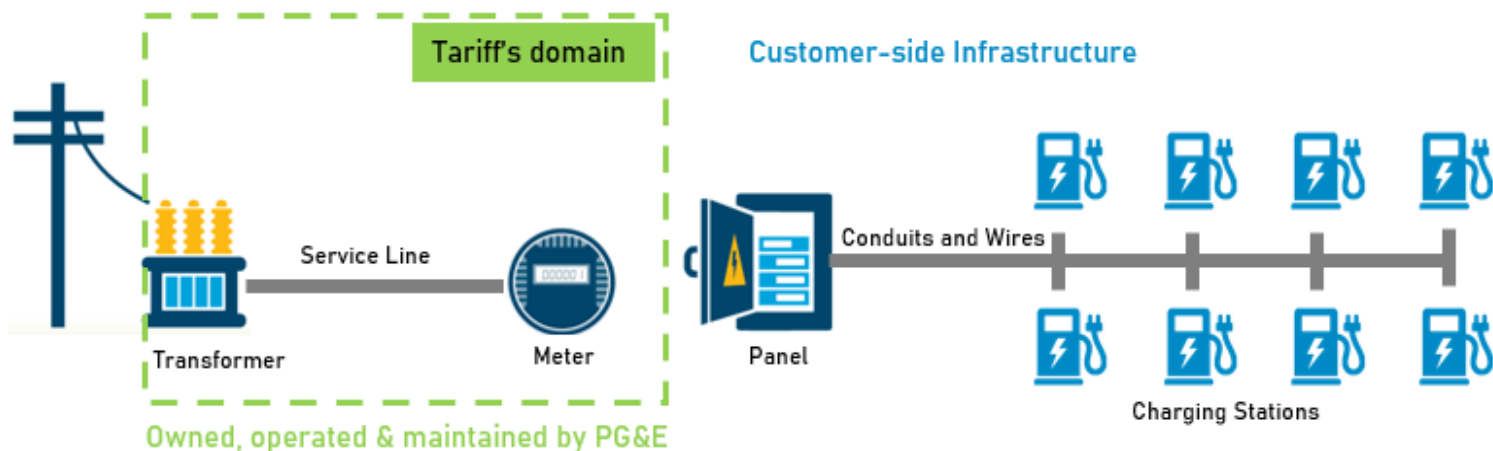 Tariff's domain
Customer-side Infrastructure
Service Line
000001
Conduits and Wires
Transformer
Meter
Panel
Charging Stations
Owned, operated & maintained by PG&E